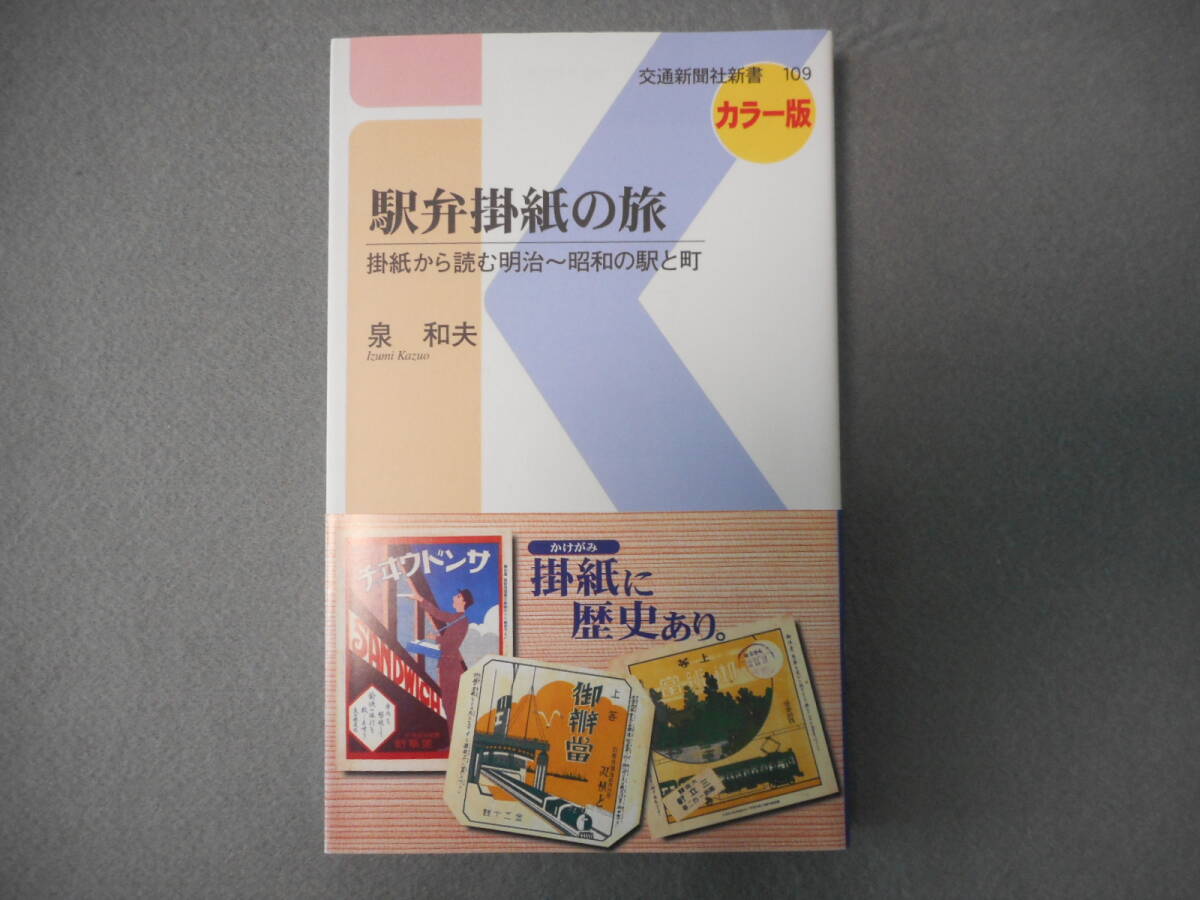 交通新聞社新書 109
カラー版
駅弁掛紙の旅
掛紙から読む明治〜昭和の駅と町
泉 和夫
Izumi Kazuo
かけがみ
掛紙に
歴史あり。
チヰウドンサ
SANDWICH
上等
御辨當
上等